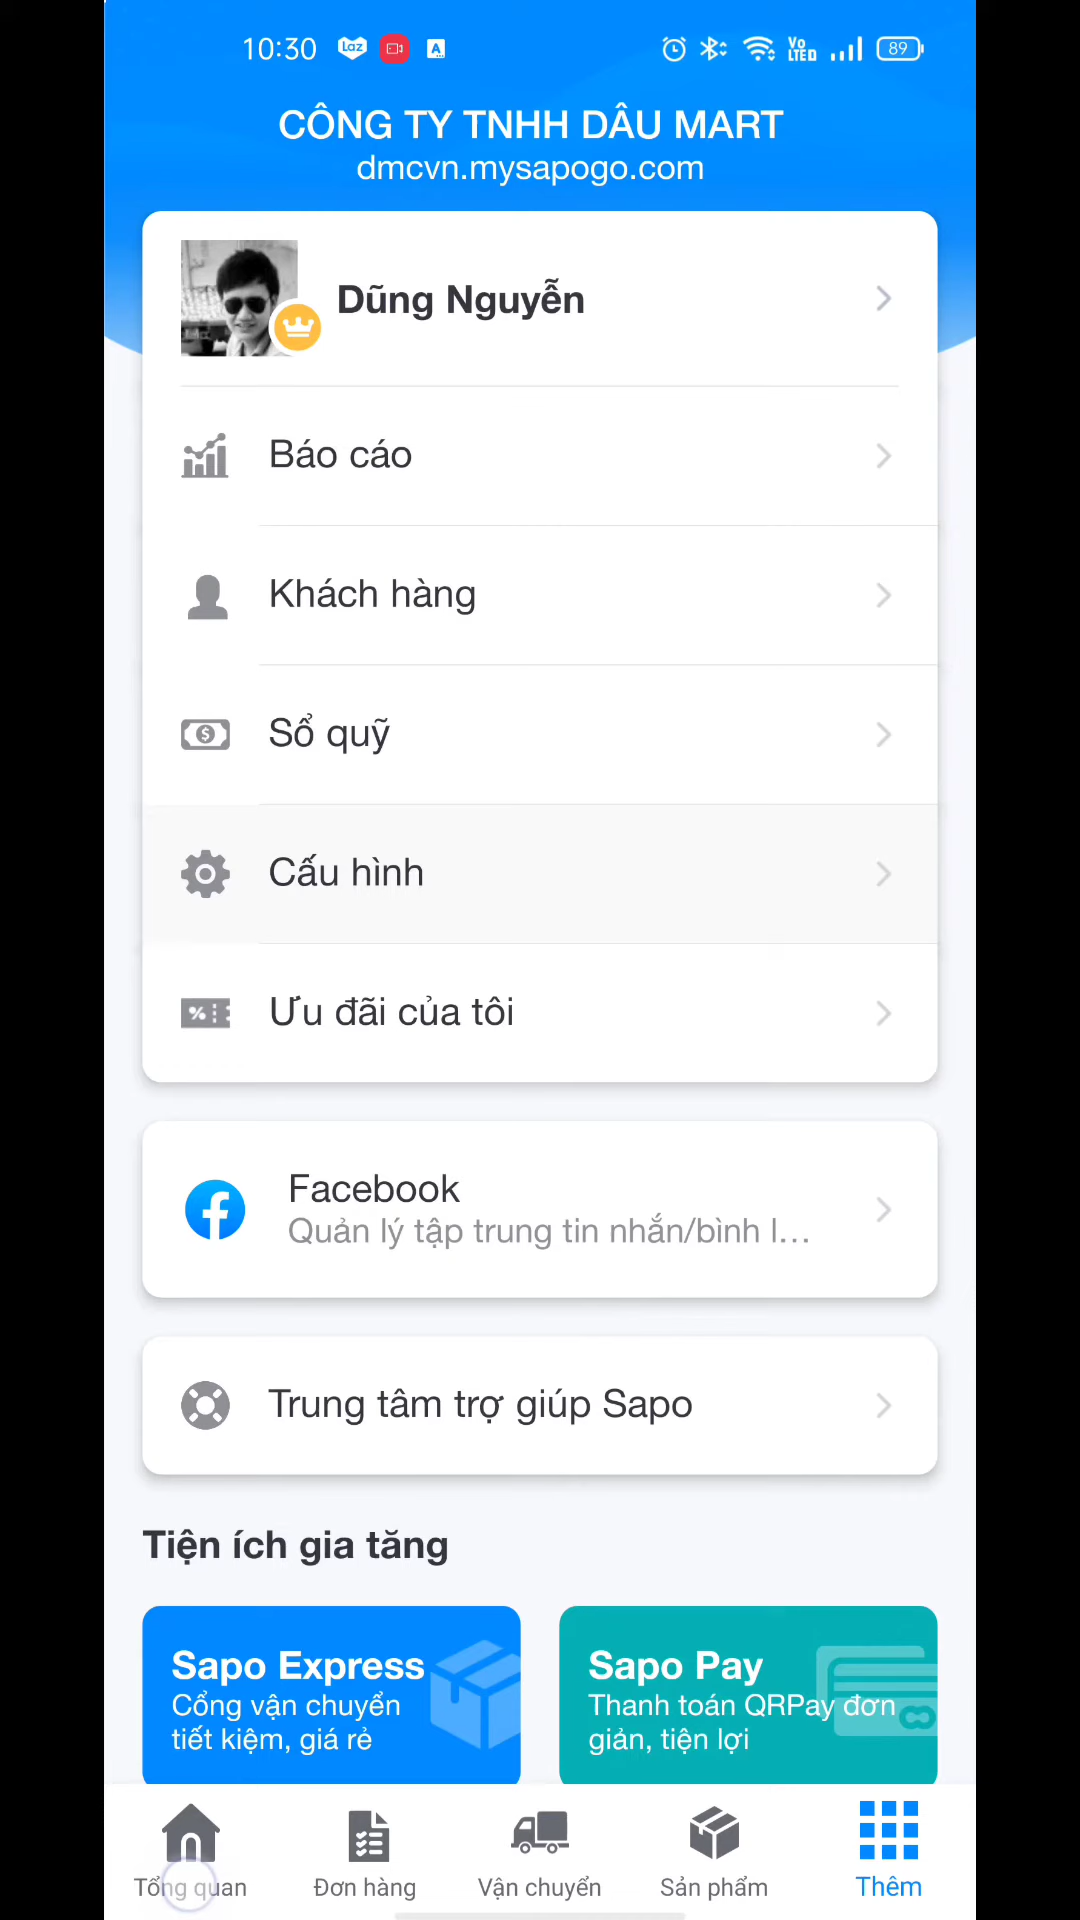 10:30
Laz
A
Vo
LTED
89
CÔNG TY TNHH DÂU MART
dmcvn.mysapogo.com
Dũng Nguyễn
Báo cáo
Khách hàng
Sổ quỹ
Cấu hình
Ưu đãi của tôi
Facebook
Quản lý tập trung tin nhắn/bình l...
Trung tâm trợ giúp Sapo
Tiện ích gia tăng
Sapo Express
Cổng vận chuyển
tiết kiệm, giá rẻ
Sapo Pay
Thanh toán QRPay đơn
giản, tiện lợi
Tổng quan
Đơn hàng
Vận chuyển
Sản phẩm
Thêm